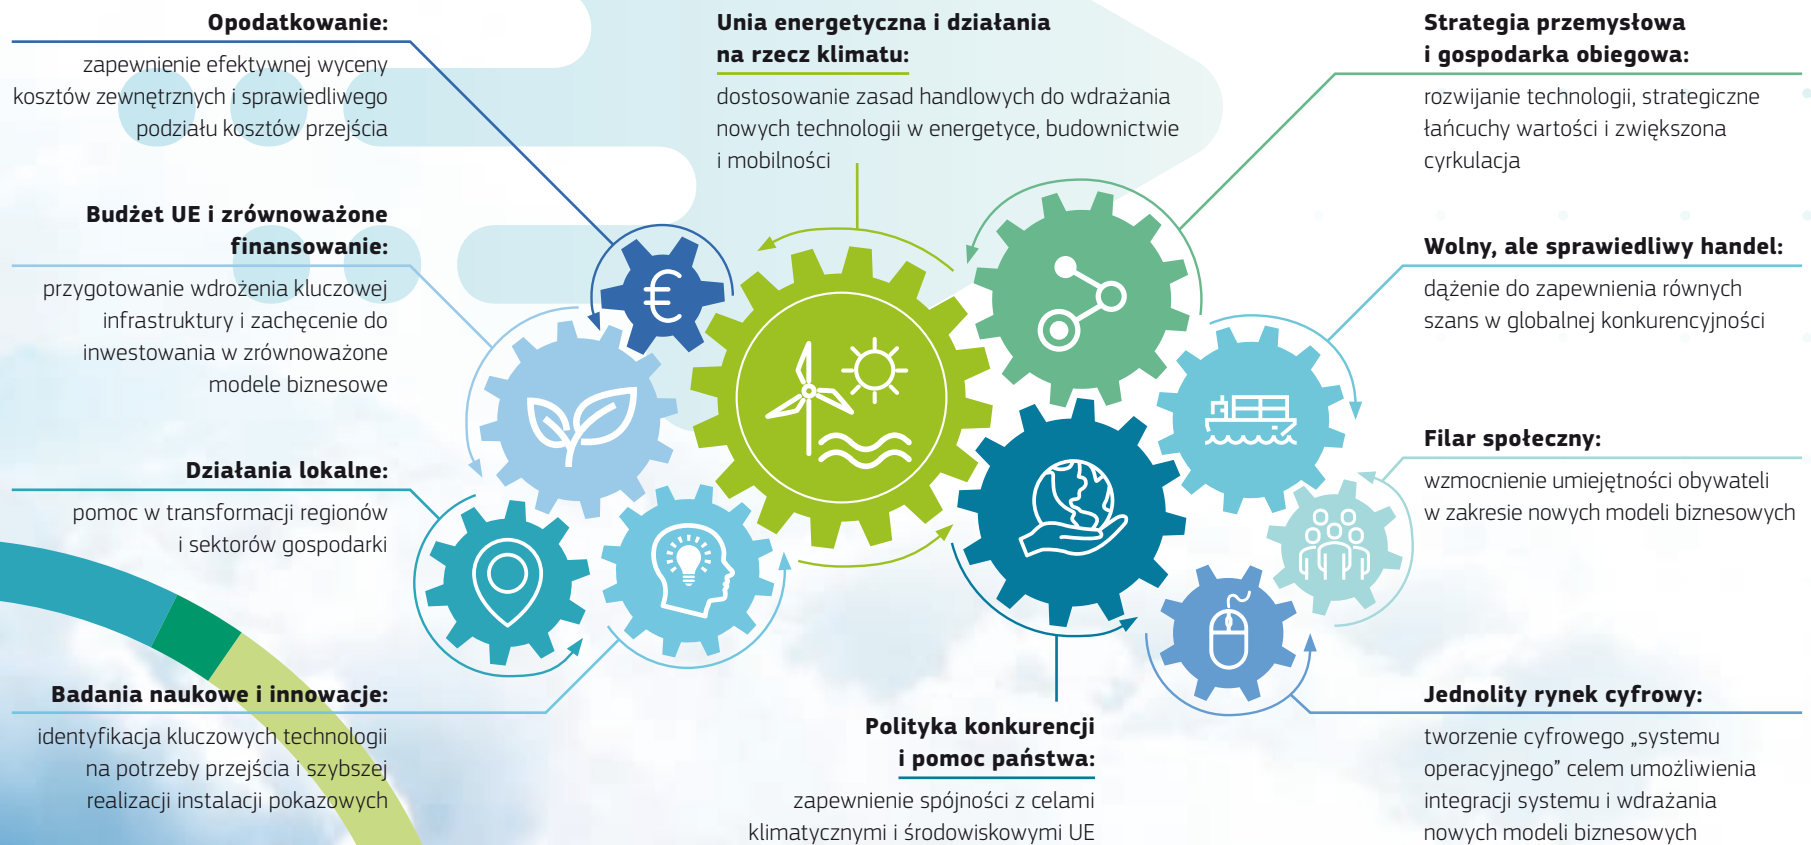 Opodatkowanie:
zapewnienie efektywnej wyceny
kosztów zewnętrznych i sprawiedliwego
podziału kosztów przejścia
Budżet UE i zrównoważone
finansowanie:
przygotowanie wdrożenia kluczowej
infrastruktury i zachęcenie do
inwestowania w zrównoważone
modele biznesowe
Działania lokalne:
pomoc w transformacji regionów
i sektorów gospodarki
Badania naukowe i innowacje:
identyfikacja kluczowych technologii
na potrzeby przejścia i szybszej
realizacji instalacji pokazowych
Unia energetyczna i działania
na rzecz klimatu:
dostosowanie zasad handlowych do wdrażania
nowych technologii w energetyce, budownictwie
i mobilności
€
Polityka konkurencji
i pomoc państwa:
zapewnienie spójności z celami
klimatycznymi i środowiskowymi UE
Strategia przemysłowa
i gospodarka obiegowa:
rozwijanie technologii, strategiczne
łańcuchy wartości i zwiększona
cyrkulacja
Wolny, ale sprawiedliwy handel:
dążenie do zapewnienia równych
szans w globalnej konkurencyjności
Filar społeczny:
wzmocnienie umiejętności obywateli
w zakresie nowych modeli biznesowych
Jednolity rynek cyfrowy:
tworzenie cyfrowego „systemu
operacyjnego” celem umożliwienia
integracji systemu i wdrażania
nowych modeli biznesowych